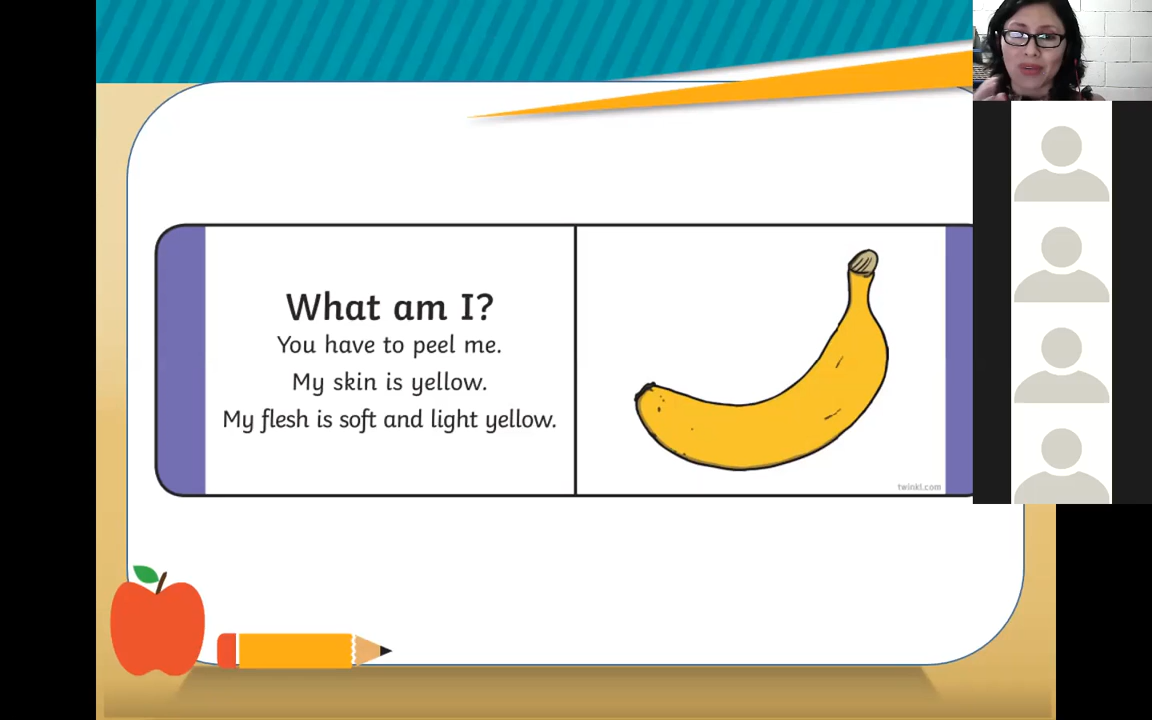 What am I?
You have to peel me.
My skin is yellow.
My flesh is soft and light yellow.
twinkl.com